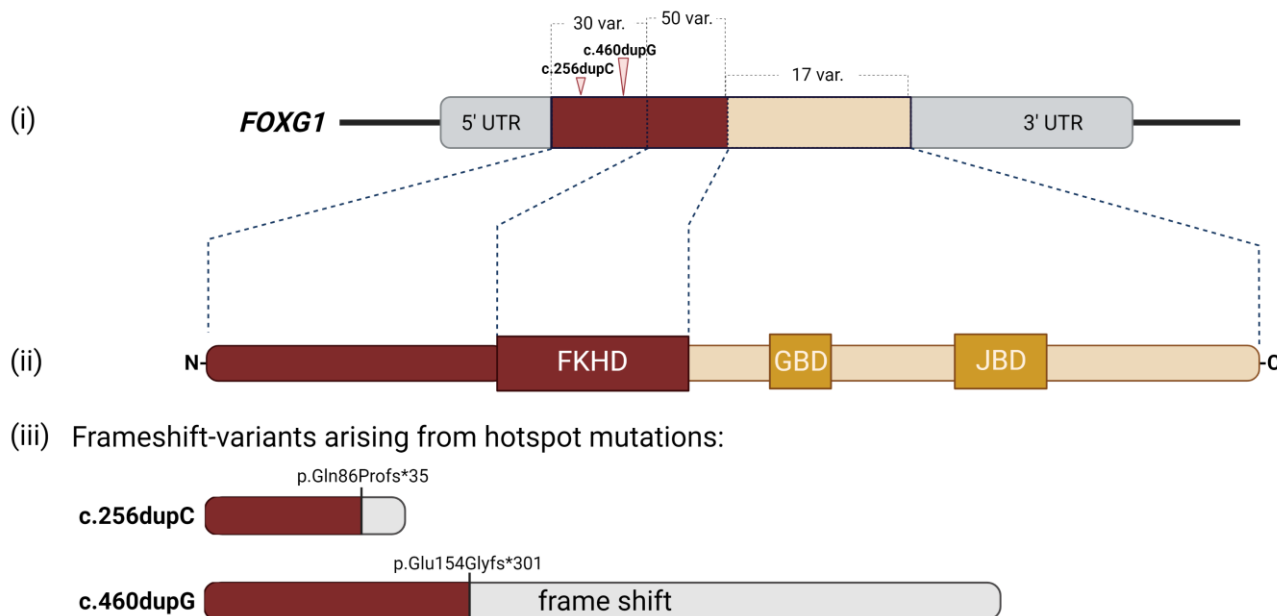 30 var.
50 var.
c.460dupG
c.256dupC
17 var.
(i)
FOXG1
5' UTR
3' UTR
(ii)
N-
FKHD
GBD
JBD
-C
(iii) Frameshift-variants arising from hotspot mutations:
p.Gln86Profs*35
c.256dupC
p.Glu154Glyfs*301
c.460dupG
frame shift